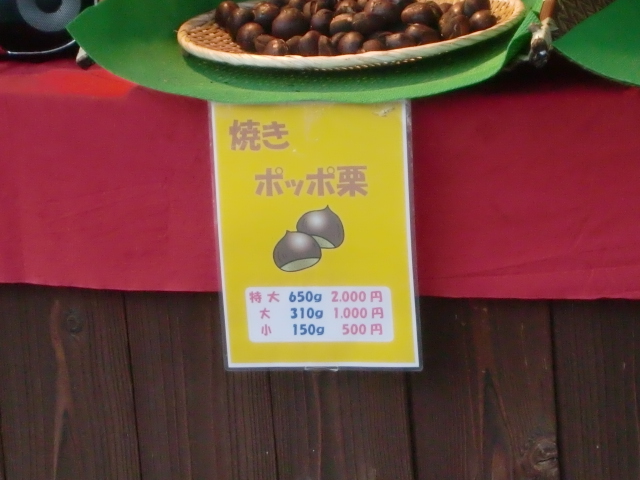 焼き
ポッポ栗
特大 650g 2.000円
大 310g 1.000円
小 150g 500円